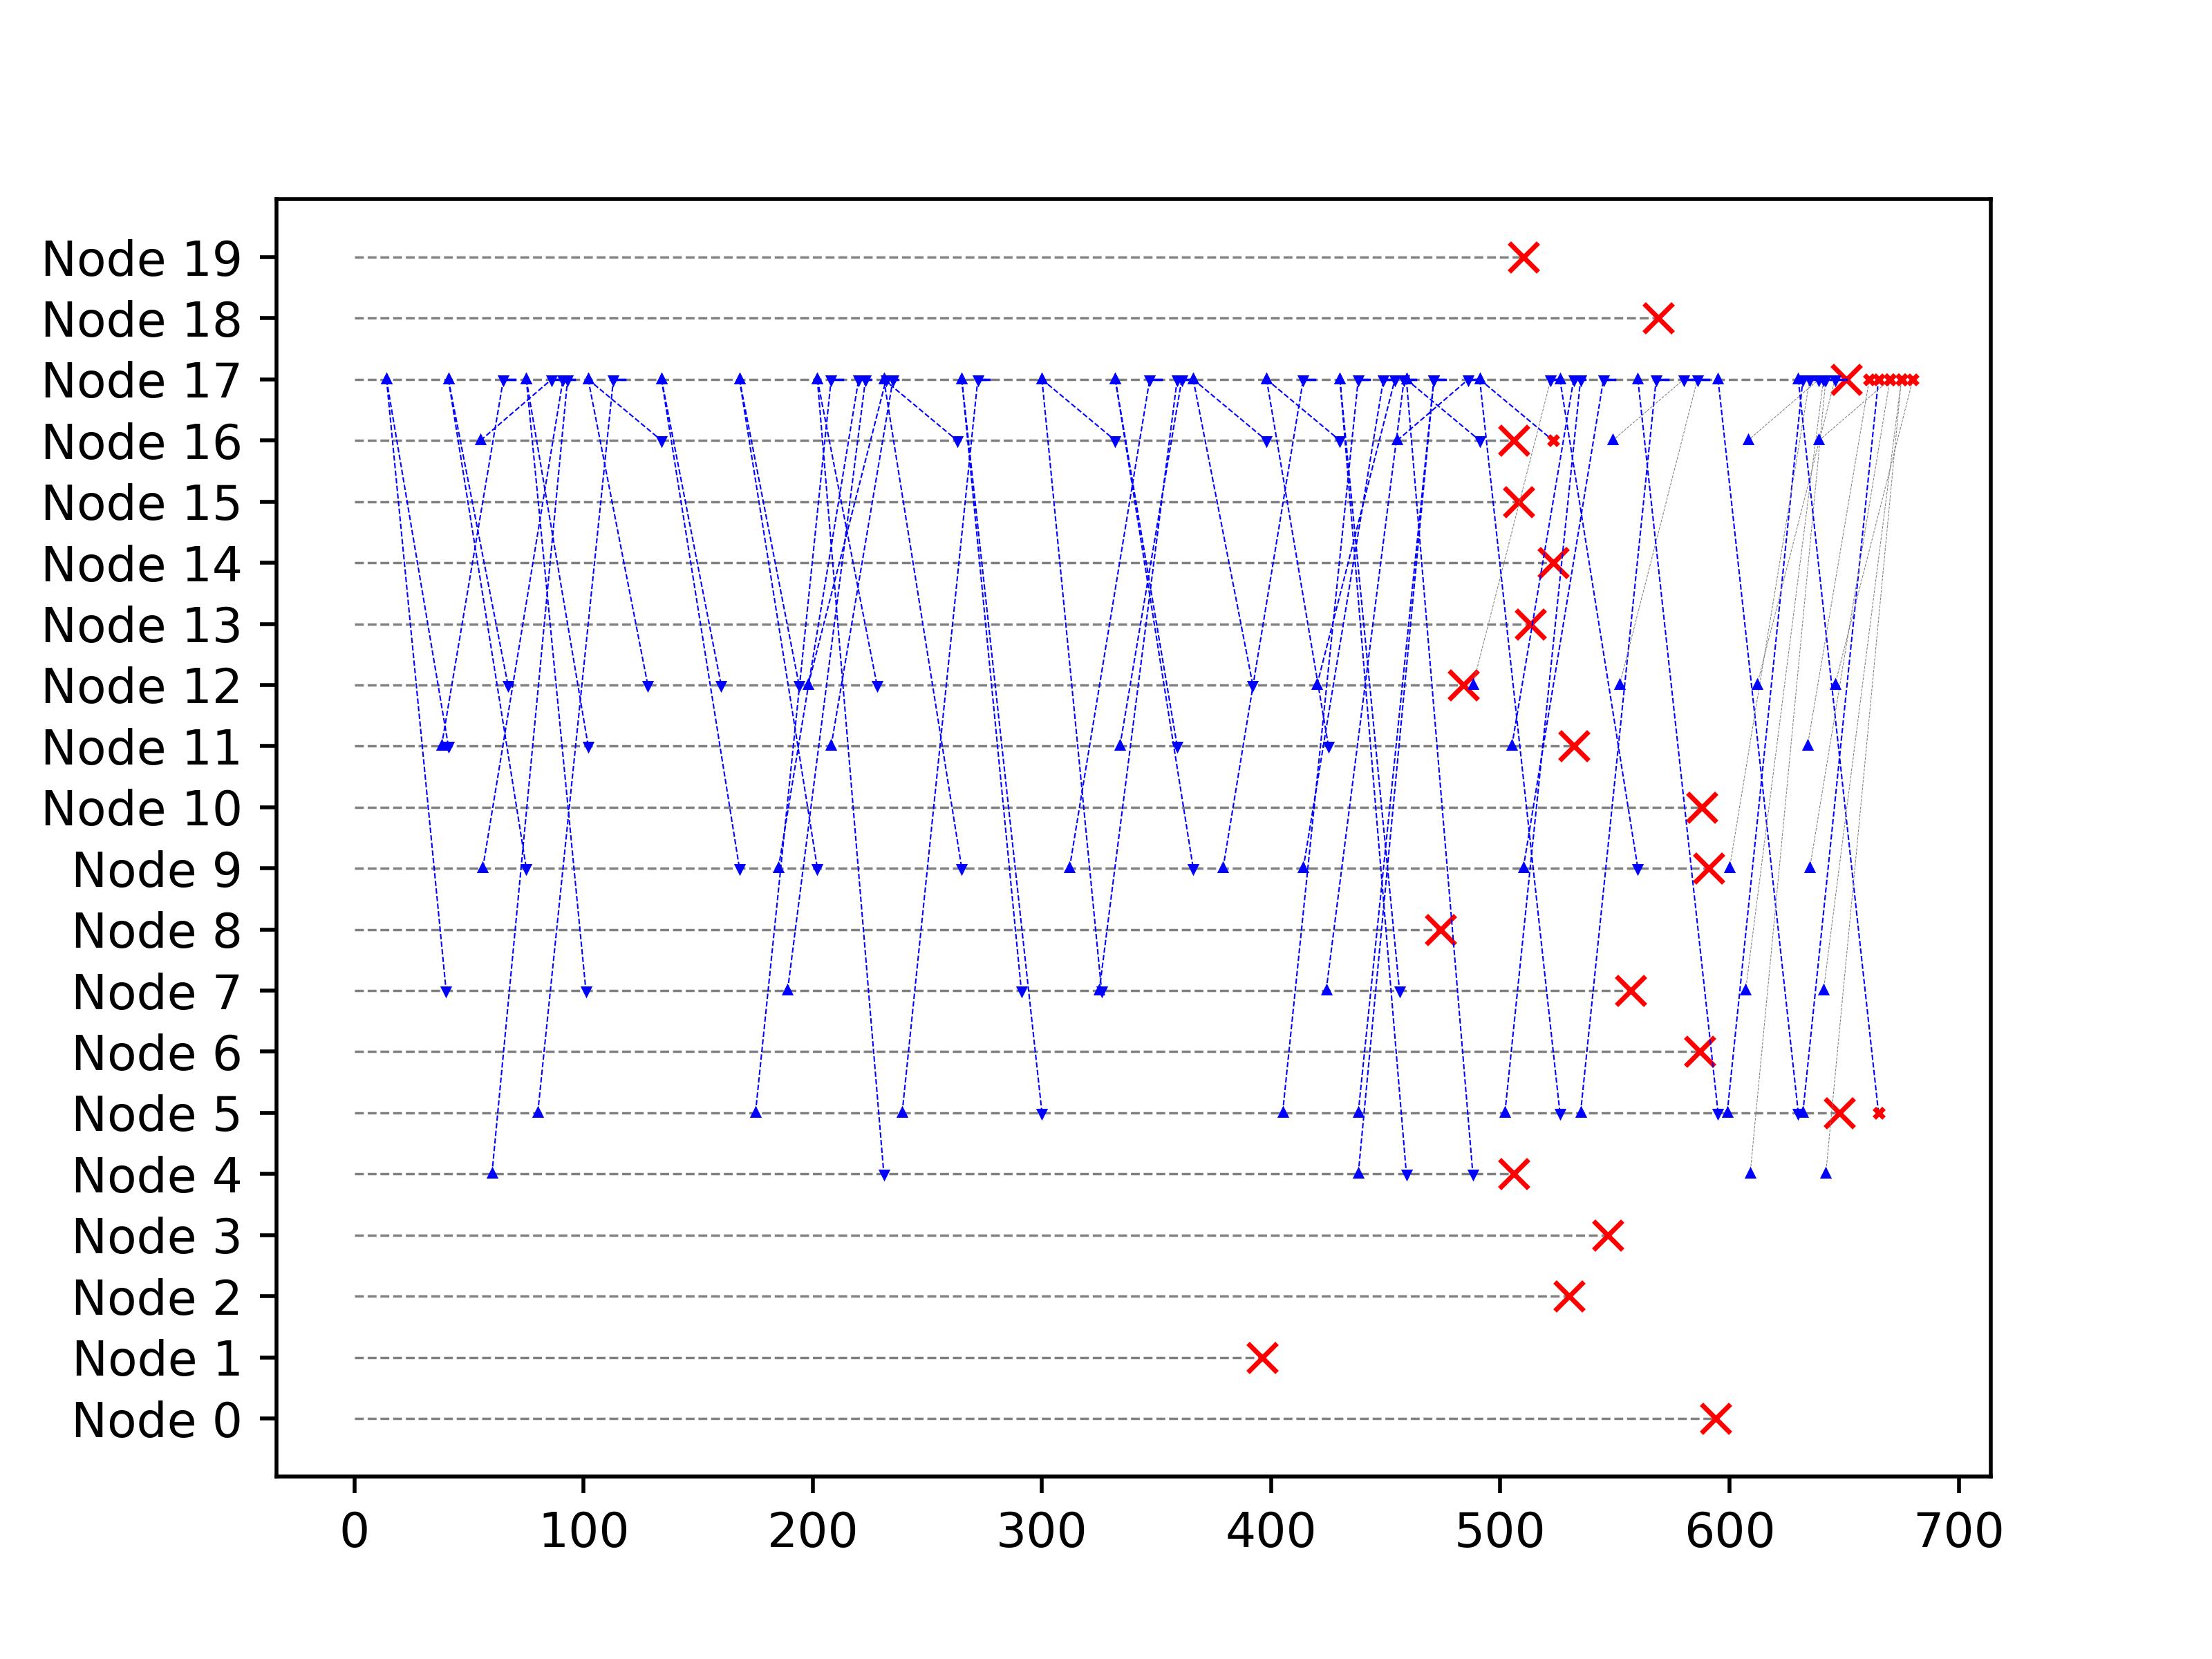 Node 19
Node 18
Node 17
Node 16
Node 15
Node 14
Node 13
Node 12
Node 11
Node 10
Node 9
Node 8
Node 7
Node 6
Node 5
Node 4
Node 3
Node 2
Node 1
Node 0
0 100 200 300 400 500 600 700